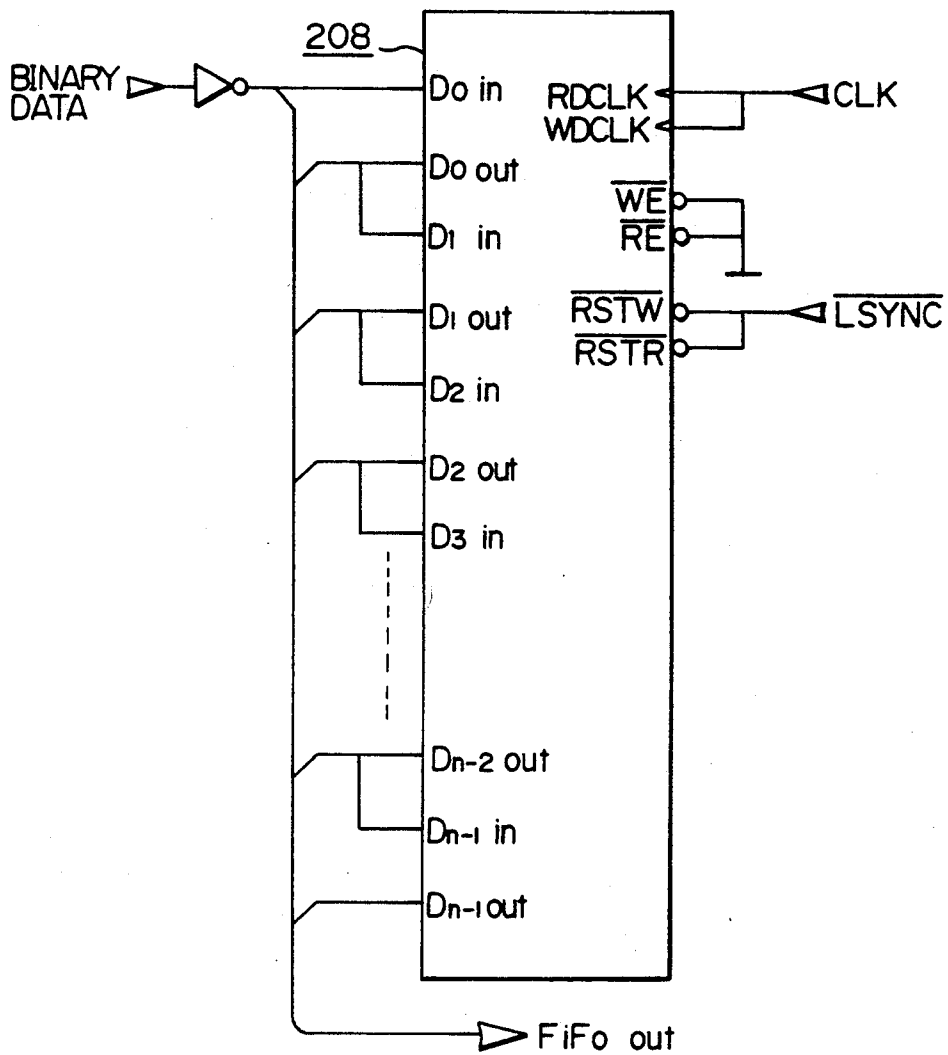 208
BINARY
DATA
Do in
RDCLK
CLK
WDCLK
Do out
WE
D1 in
RE
D1 out
RSTW
LSYNC
RSTR
D2 in
D2 out
D3 in
Dn-2 out
Dn-1 in
Dn-1 out
FiFo out